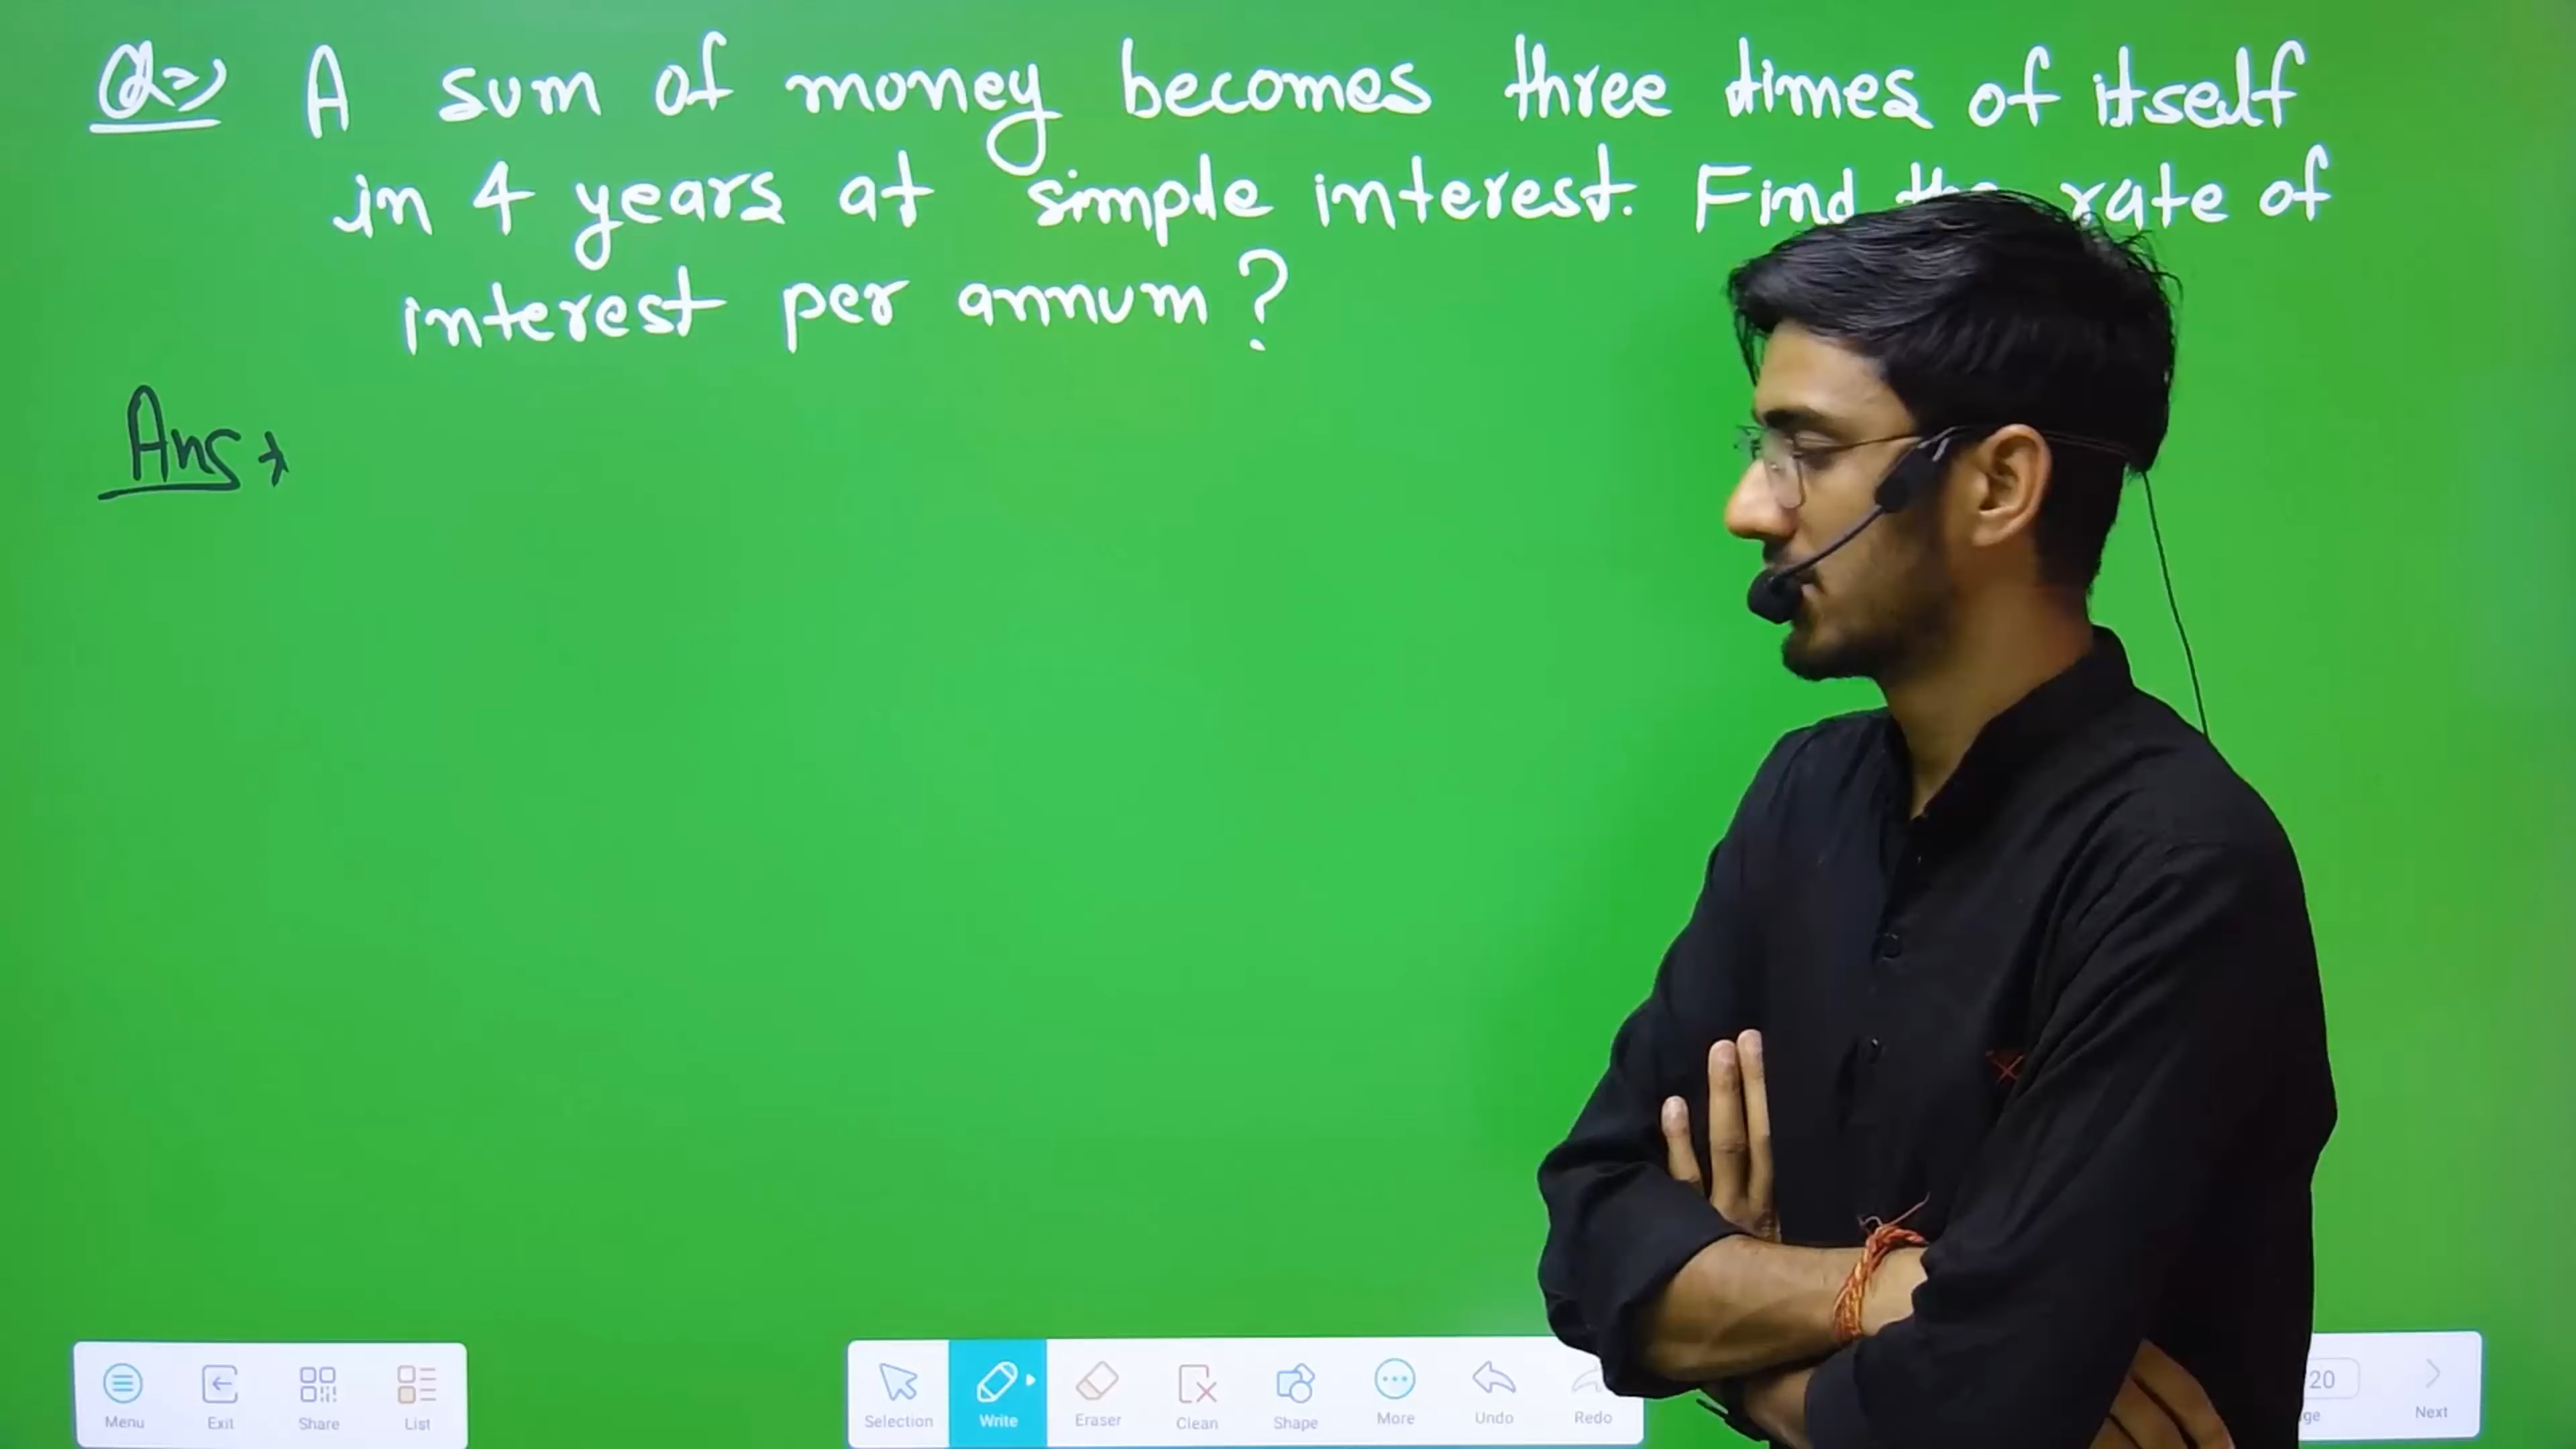 Q=> A sum of money becomes three times of itself
in 4 years at simple interest. Find the rate of
interest per annum?
Ans →
Menu Exit Share List
Selection Write Eraser Clean Shape More Undo Redo
20
Next